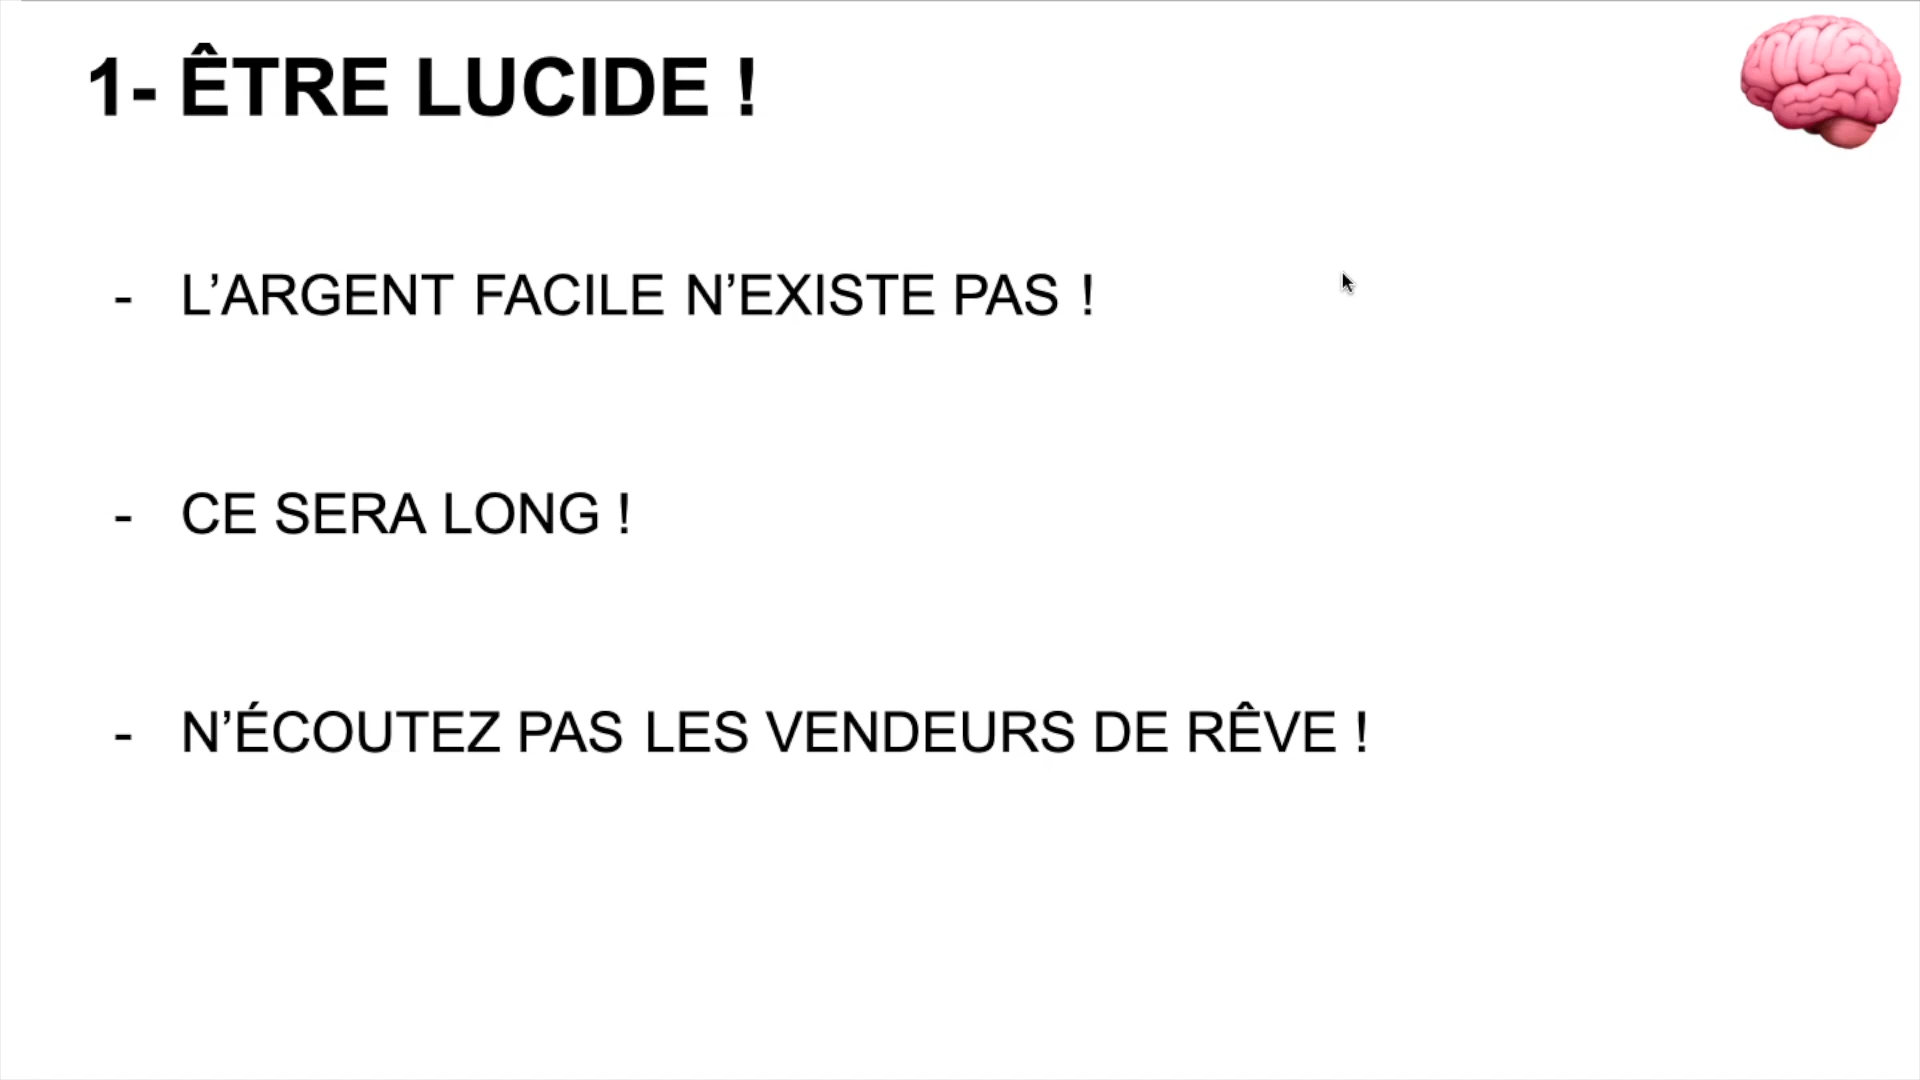 1- ÊTRE LUCIDE !
- L’ARGENT FACILE N’EXISTE PAS !
- CE SERA LONG !
- N’ÉCOUTEZ PAS LES VENDEURS DE RÊVE !